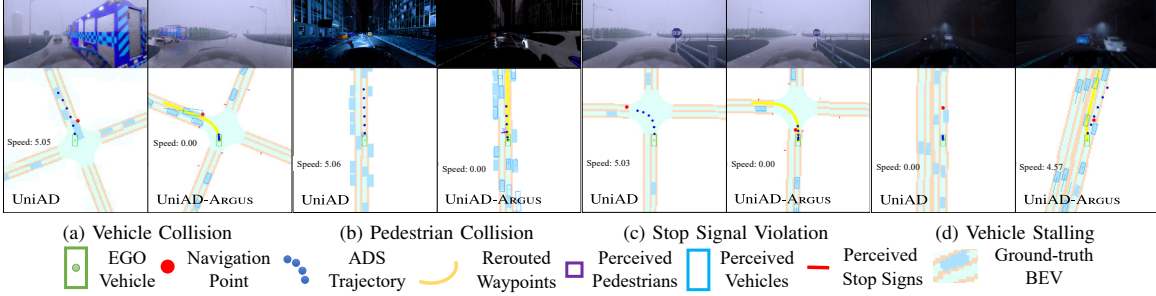 STOP
Speed: 5.05
Speed: 0.00
Speed: 5.06
Speed: 0.00
Speed: 5.03
Speed: 0.00
Speed: 0.00
Speed: 4.57
UniAD
UniAD-ARGUS
UniAD
UniAD-ARGUS
UniAD
UniAD-ARGUS
UniAD
UniAD-ARGUS
(a) Vehicle Collision
(b) Pedestrian Collision
(c) Stop Signal Violation
(d) Vehicle Stalling
EGO
Vehicle
Navigation
Point
ADS
Trajectory
Rerouted
Waypoints
Perceived
Pedestrians
Perceived
Vehicles
Perceived
Stop Signs
Ground-truth
BEV